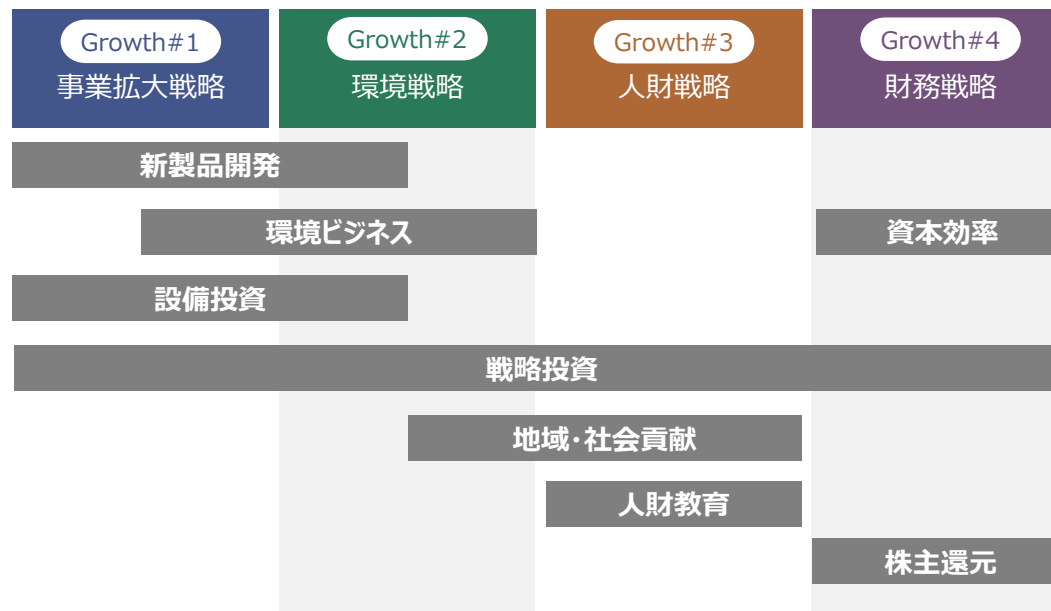 Growth#1
事業拡大戦略
Growth#2
環境戦略
Growth#3
人財戦略
Growth#4
財務戦略
新製品開発
環境ビジネス
資本効率
設備投資
戦略投資
地域・社会貢献
人財教育
株主還元